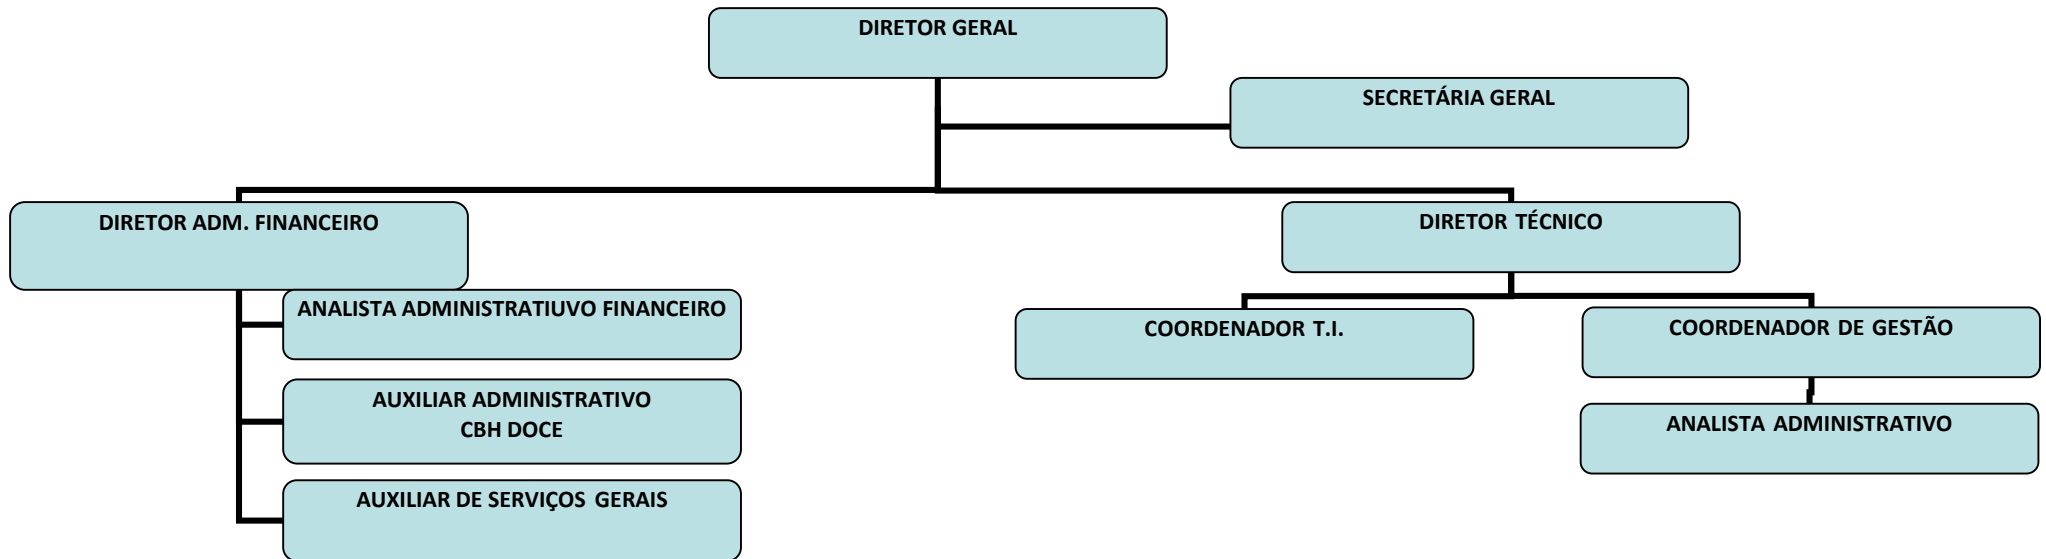 DIRETOR GERAL
SECRETÁRIA GERAL
DIRETOR ADM. FINANCEIRO
DIRETOR TÉCNICO
ANALISTA ADMINISTRATIUVO FINANCEIRO
COORDENADOR T.I.
COORDENADOR DE GESTÃO
AUXILIAR ADMINISTRATIVO
CBH DOCE
ANALISTA ADMINISTRATIVO
AUXILIAR DE SERVIÇOS GERAIS